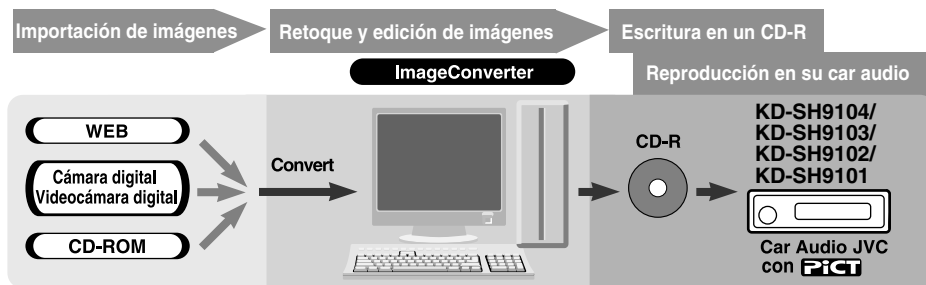 Importación de imágenes
Retoque y edición de imágenes
Escritura en un CD-R
ImageConverter
Reproducción en su car audio
WEB
Cámara digital
Videocámara digital
CD-ROM
Convert
CD-R
KD-SH9104/
KD-SH9103/
KD-SH9102/
KD-SH9101
Car Audio JVC
con PiCT